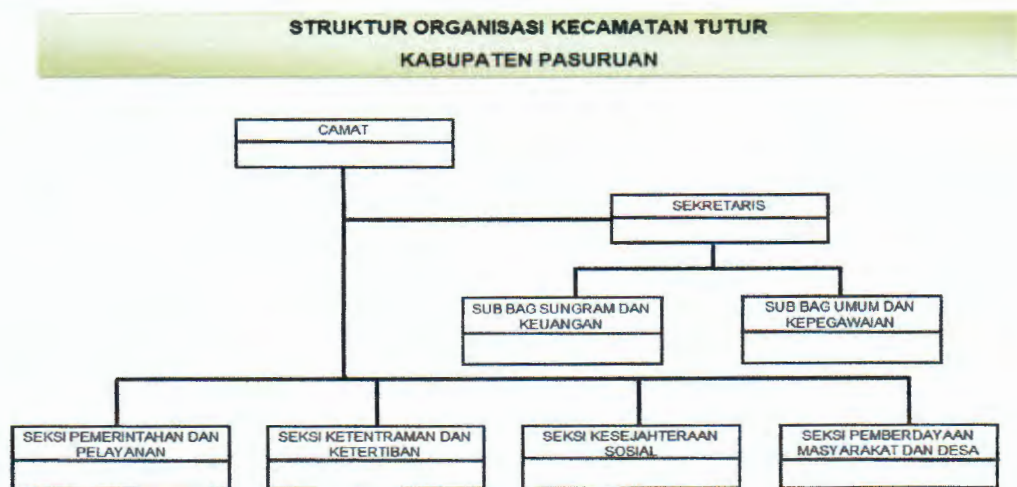 STRUKTUR ORGANISASI KECAMATAN TUTUR
KABUPATEN PASURUAN
CAMAT
SEKRETARIS
SUB BAG SUNGRAM DAN
KEUANGAN
SUB BAG UMUM DAN
KEPEGAWAIAN
SEKSI PEMERINTAHAN DAN
PELAYANAN
SEKSI KETENTRAMAN DAN
KETERTIBAN
SEKSI KESEJAHTERAAN
SOSIAL
SEKSI PEMBERDAYAAN
MASYARAKAT DAN DESA